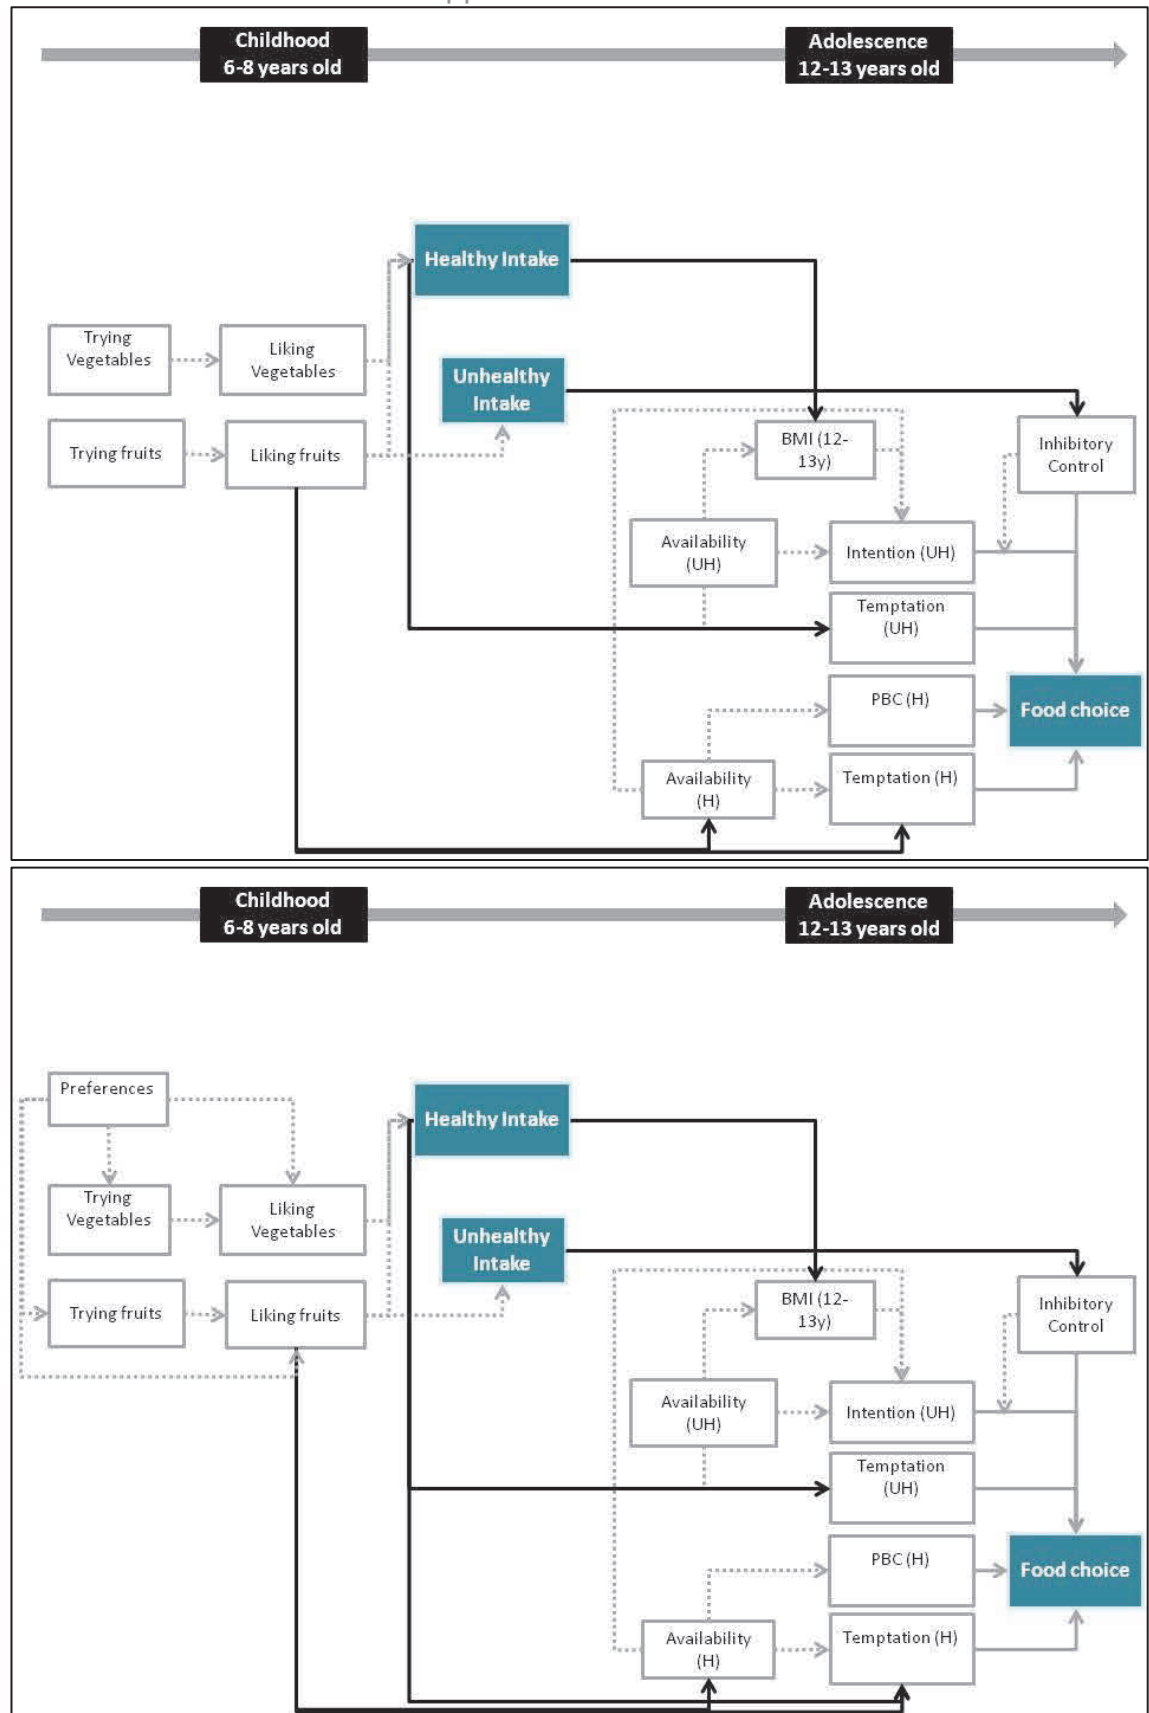 Childhood
6-8 years old
Adolescence
12-13 years old
Healthy Intake
Trying
Vegetables
Liking
Vegetables
Unhealthy
Intake
Trying fruits
Liking fruits
BMI (12-
13y)
Inhibitory
Control
Availability
(UH)
Intention (UH)
Temptation
(UH)
PBC (H)
Food choice
Availability
(H)
Temptation (H)
Childhood
6-8 years old
Adolescence
12-13 years old
Preferences
Healthy Intake
Trying
Vegetables
Liking
Vegetables
Unhealthy
Intake
Trying fruits
Liking fruits
BMI (12-
13y)
Inhibitory
Control
Availability
(UH)
Intention (UH)
Temptation
(UH)
PBC (H)
Food choice
Availability
(H)
Temptation (H)